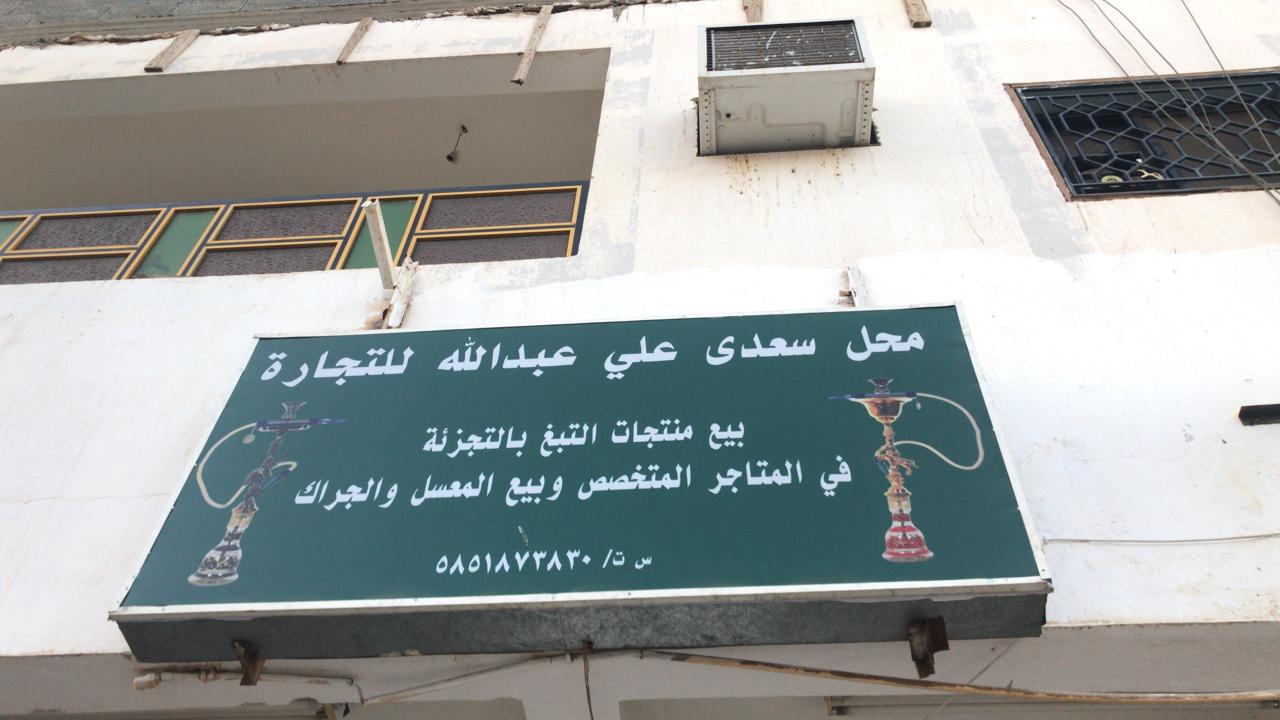 محل سعدى علي عبدالله للتجارة
بيع منتجات التبغ بالتجزئة
في المتاجر المتخصص وبيع المعسل والجراك
س ت/ ٥٨٥١٨٧٣٨٣٠